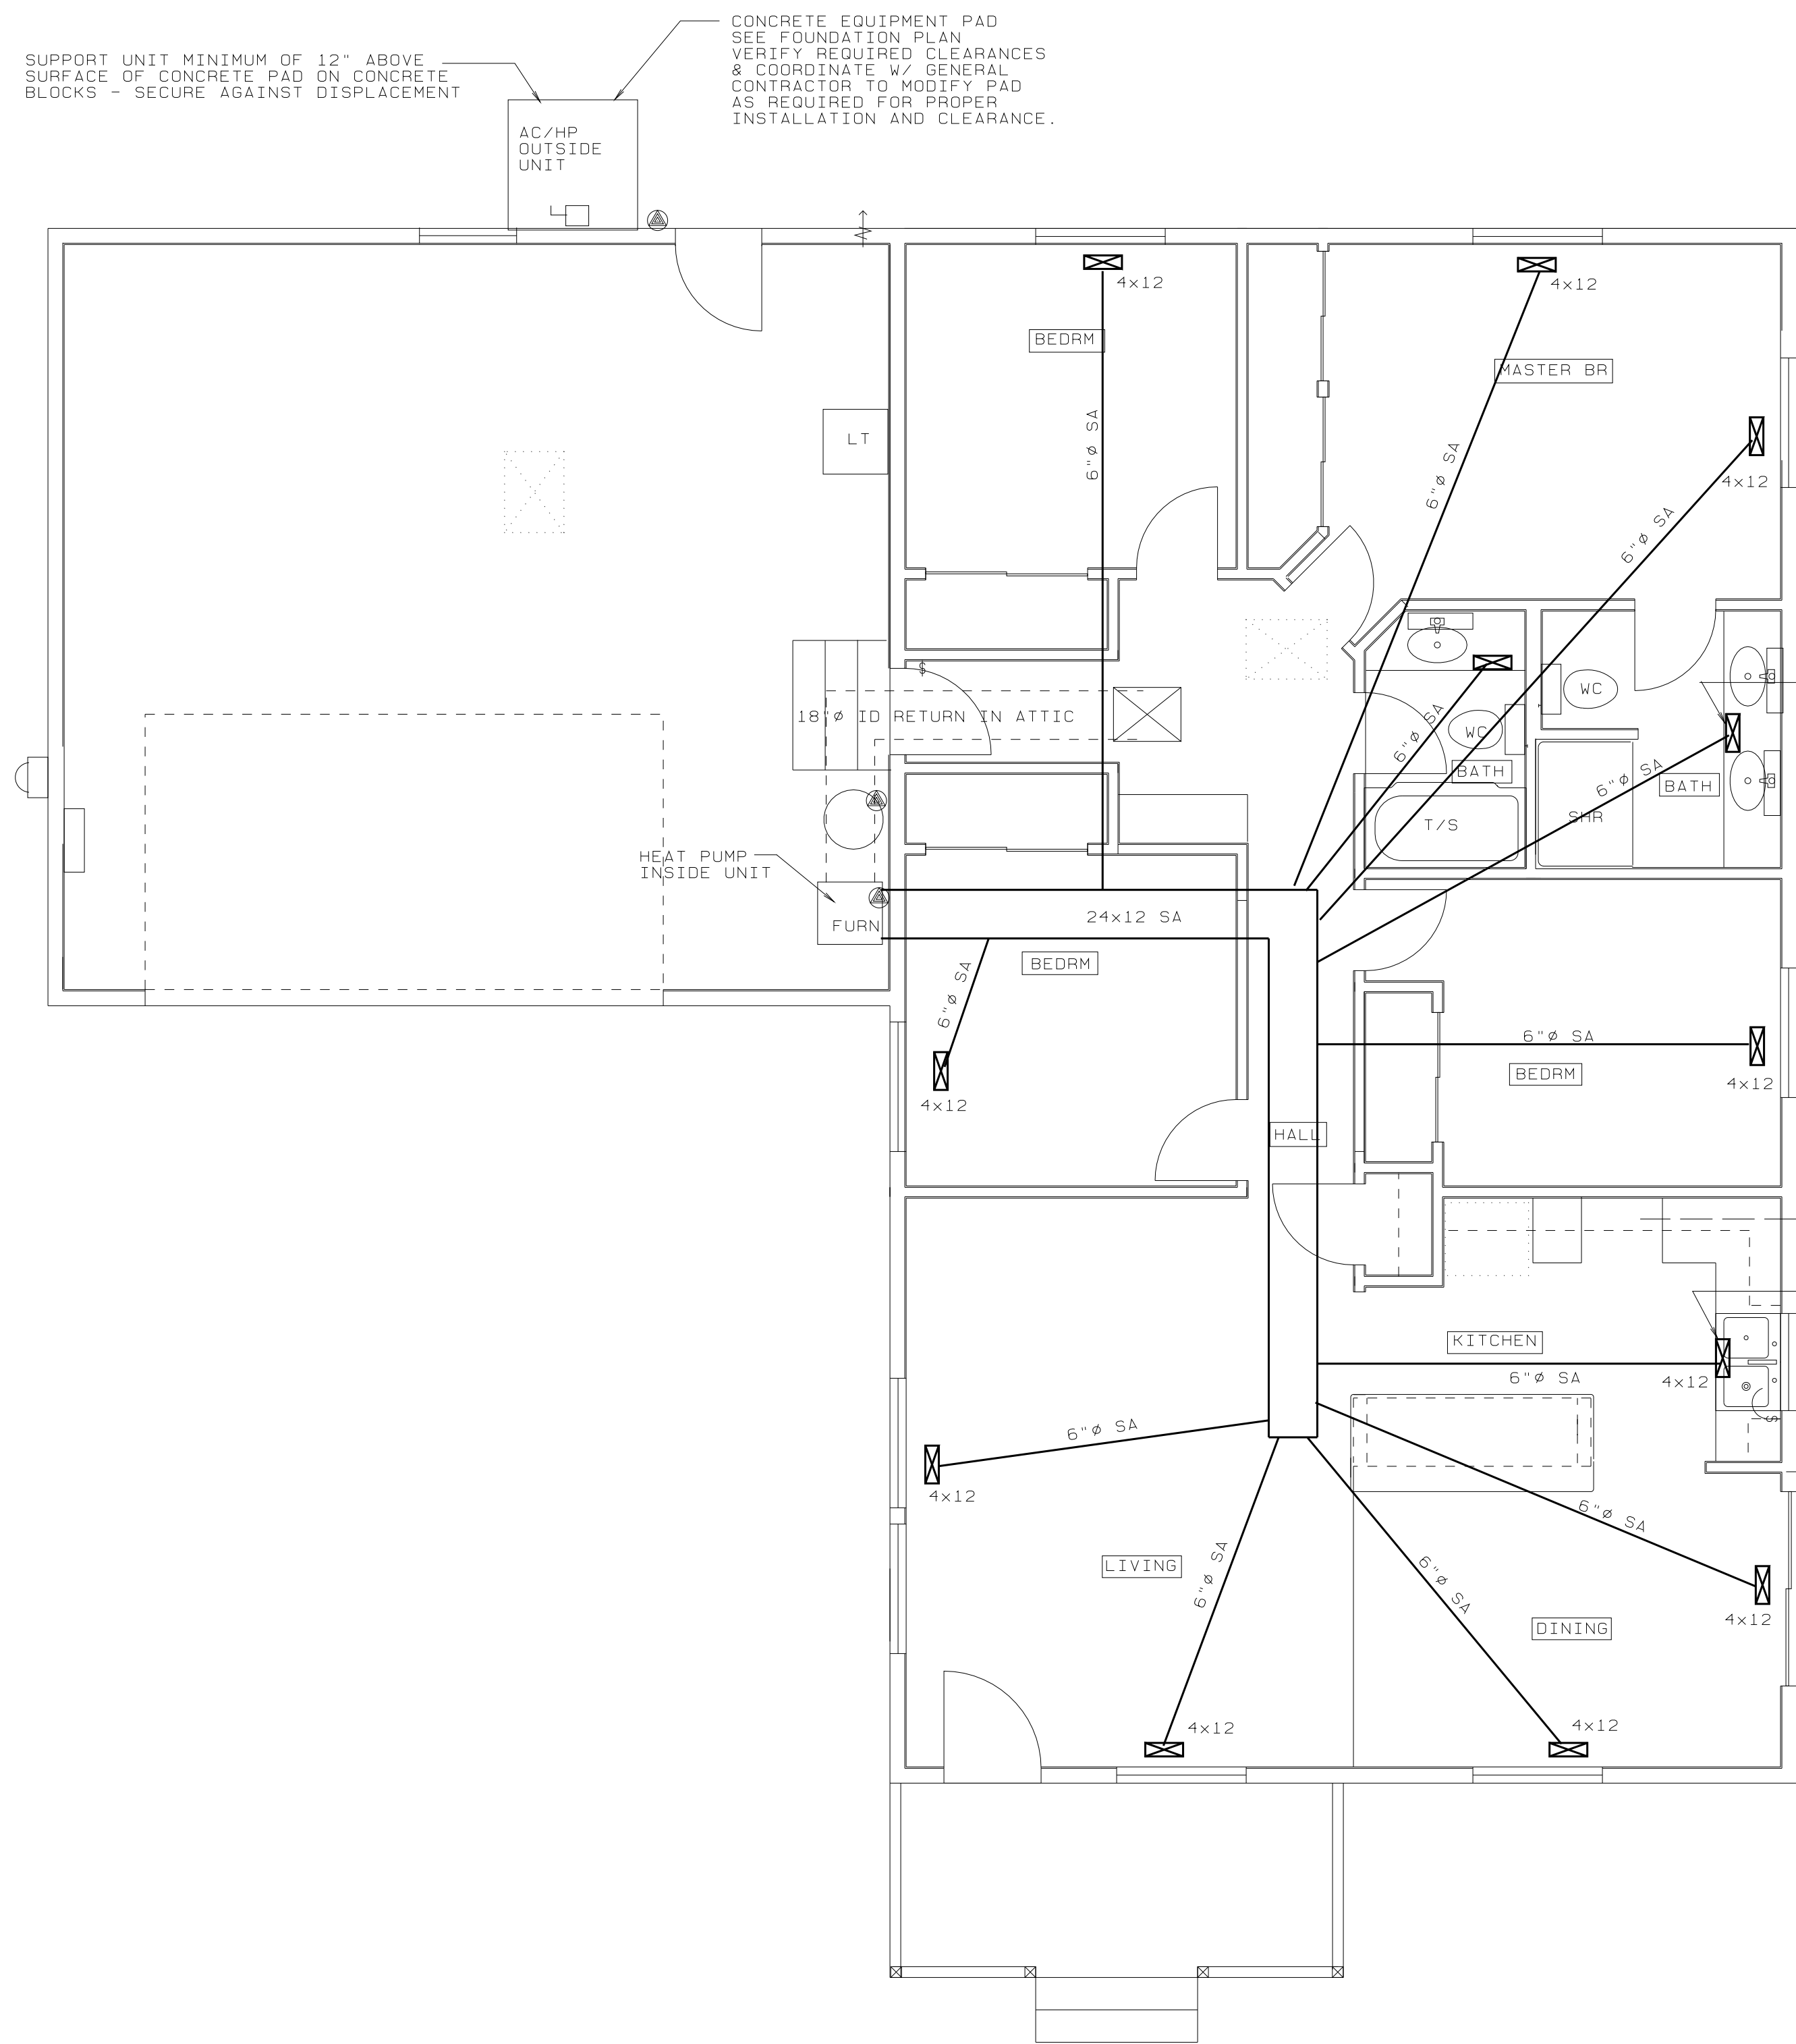 CONCRETE EQUIPMENT PAD
SEE FOUNDATION PLAN
VERIFY REQUIRED CLEARANCES
& COORDINATE W/ GENERAL
CONTRACTOR TO MODIFY PAD
AS REQUIRED FOR PROPER
INSTALLATION AND CLEARANCE.
SUPPORT UNIT MINIMUM OF 12" ABOVE
SURFACE OF CONCRETE PAD ON CONCRETE
BLOCKS - SECURE AGAINST DISPLACEMENT
AC/HP
OUTSIDE
UNIT
4x12
4x12
BEDRM
MASTER BR
LT
6"ø SA
6"ø SA
4x12
6"ø SA
$
WC
18"ø ID RETURN IN ATTIC
6"ø SA
WC
BATH
6"ø SA
BATH
T/S
SHR
HEAT PUMP
INSIDE UNIT
FURN
24x12 SA
BEDRM
6"ø SA
6"ø SA
BEDRM
4x12
4x12
HALL
KITCHEN
6"ø SA
4x12
$
6"ø SA
4x12
6"ø SA
LIVING
6"ø SA
6"ø SA
DINING
4x12
4x12
4x12